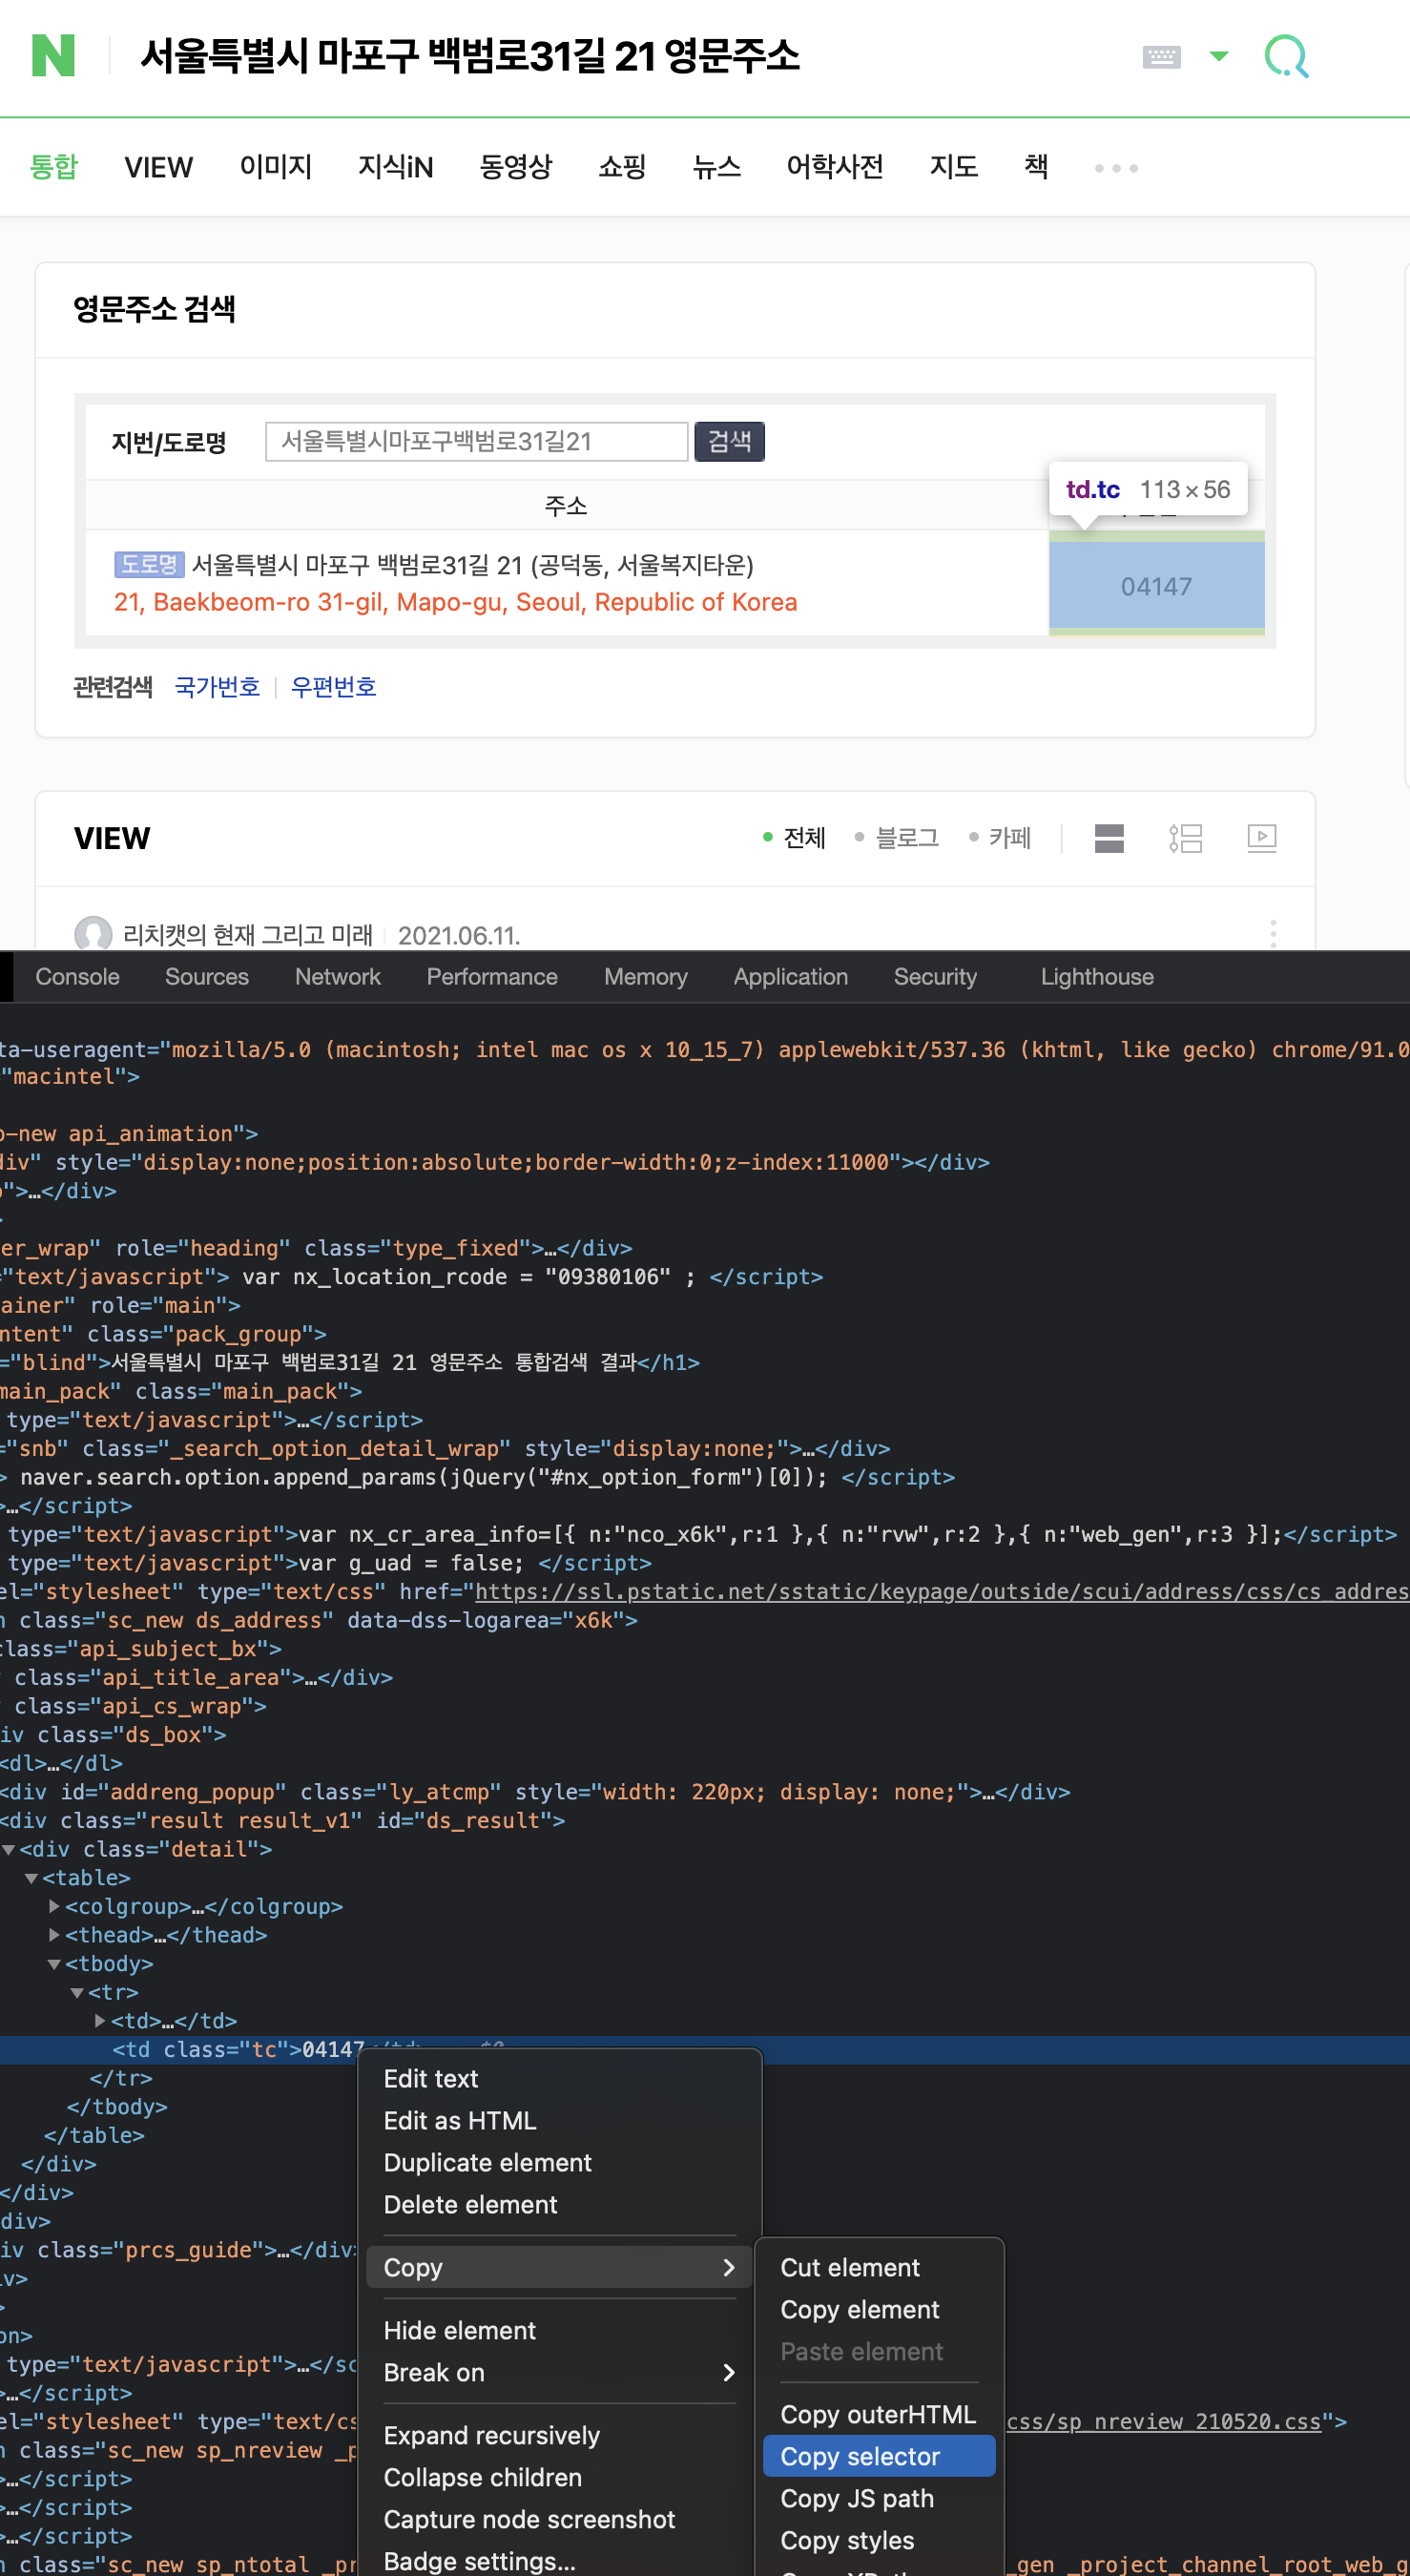 N 서울특별시 마포구 백범로31길 21 영문주소
통합 VIEW 이미지 지식iN 동영상 쇼핑 뉴스 어학사전 지도 책
영문주소 검색
지번/도로명 서울특별시마포구백범로31길21 검색
td.tc 113×56
주소
도로명 서울특별시 마포구 백범로31길 21 (공덕동, 서울복지타운)
21, Baekbeom-ro 31-gil, Mapo-gu, Seoul, Republic of Korea
04147
관련검색 국가번호 우편번호
VIEW 전체 블로그 카페
리치캣의 현재 그리고 미래 2021.06.11.
Console Sources Network Performance Memory Application Security Lighthouse
ta-useragent="mozilla/5.0 (macintosh; intel mac os x 10_15_7) applewebkit/537.36 (khtml, like gecko) chrome/91.0
="macintel">
o-new api_animation">
div" style="display:none;position:absolute;border-width:0;z-index:11000"></div>
">…</div>
>
er_wrap" role="heading" class="type_fixed">…</div>
="text/javascript"> var nx_location_rcode = "09380106" ; </script>
ainer" role="main">
ntent" class="pack_group">
="blind">서울특별시 마포구 백범로31길 21 영문주소 통합검색 결과</h1>
main_pack" class="main_pack">
type="text/javascript">…</script>
="snb" class="_search_option_detail_wrap" style="display:none;">…</div>
> naver.search.option.append_params(jQuery("#nx_option_form")[0]); </script>
>…</script>
type="text/javascript">var nx_cr_area_info=[{ n:"nco_x6k",r:1 },{ n:"rvw",r:2 },{ n:"web_gen",r:3 }];</script>
type="text/javascript">var g_uad = false; </script>
el="stylesheet" type="text/css" href="https://ssl.pstatic.net/sstatic/keypage/outside/scui/address/css/cs_addres
n class="sc_new ds_address" data-dss-logarea="x6k">
class="api_subject_bx">
class="api_title_area">…</div>
class="api_cs_wrap">
iv class="ds_box">
<dl>…</dl>
<div id="addreng_popup" class="ly_atcmp" style="width: 220px; display: none;">…</div>
<div class="result result_v1" id="ds_result">
<div class="detail">
<table>
<colgroup>…</colgroup>
<thead>…</thead>
<tbody>
<tr>
<td>…</td>
<td class="tc">04147</td> $0
</tr>
</tbody>
</table>
</div>
</div>
div>
iv class="prcs_guide">…</div>
iv>
>
on>
type="text/javascript">…</sc
>…</script>
el="stylesheet" type="text/cs css/sp_nreview_210520.css">
n class="sc_new sp_nreview _p
>…</script>
>…</script>
>…</script>
n class="sc_new sp_ntotal _pr _gen _project_channel_root_web_g
Edit text
Edit as HTML
Duplicate element
Delete element
Copy
Hide element
Break on
Expand recursively
Collapse children
Capture node screenshot
Badge settings...
Cut element
Copy element
Paste element
Copy outerHTML
Copy selector
Copy JS path
Copy styles